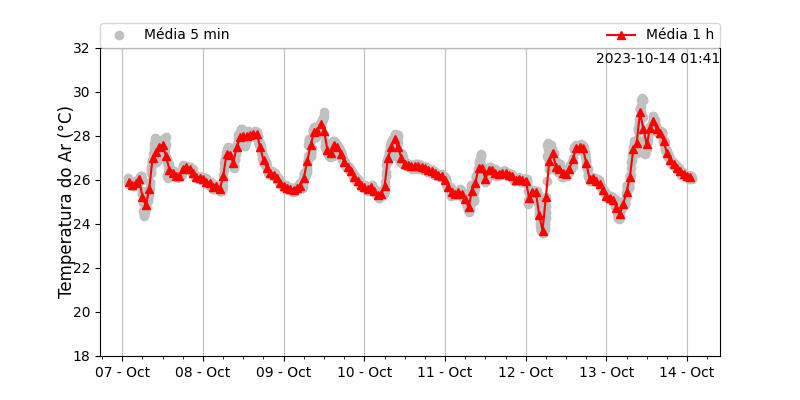 Média 5 min
Média 1 h
2023-10-14 01:41
Temperatura do Ar (°C)
32
30
28
26
24
22
20
18
07 - Oct
08 - Oct
09 - Oct
10 - Oct
11 - Oct
12 - Oct
13 - Oct
14 - Oct